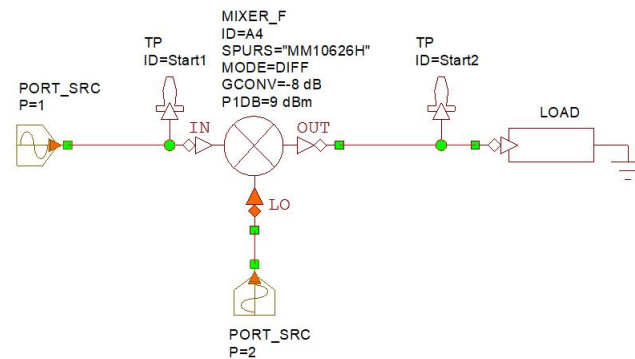 MIXER_F
ID=A4
SPURS="MM10626H"
MODE=DIFF
GCONV=-8 dB
P1DB=9 dBm
TP
ID=Start1
TP
ID=Start2
PORT_SRC
P=1
LOAD
IN
OUT
LO
PORT_SRC
P=2